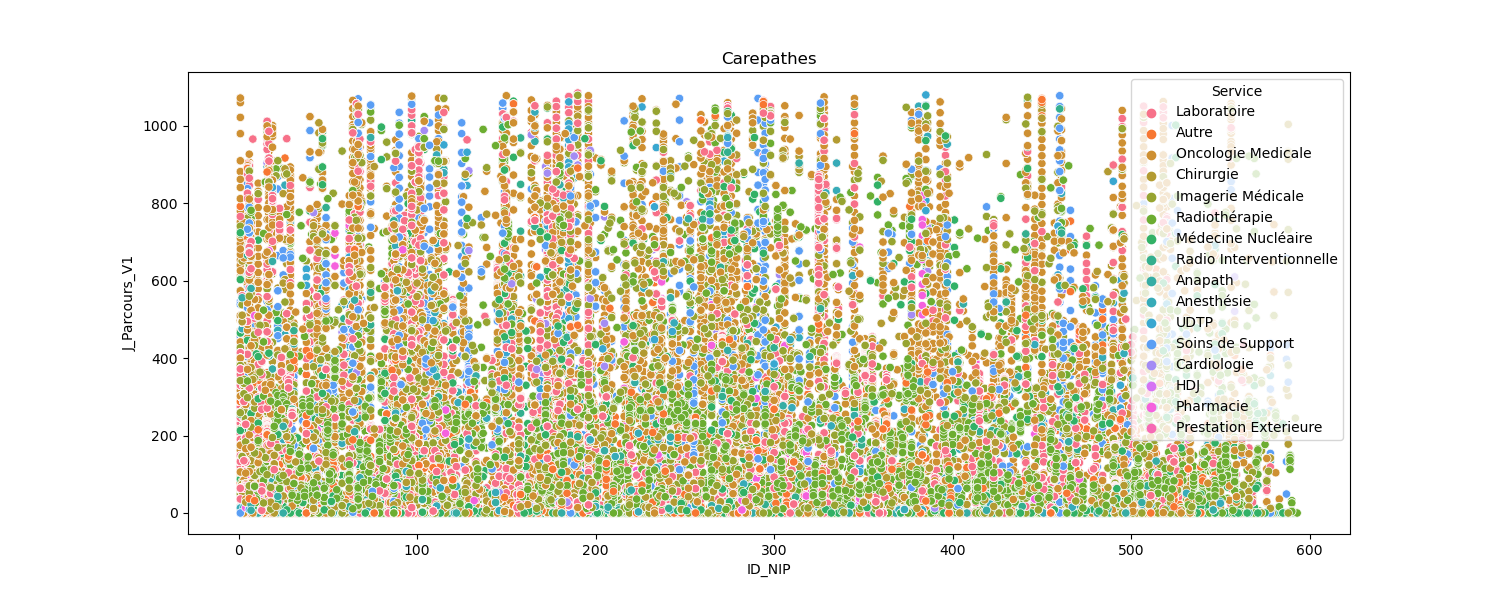 Carepathes
J_Parcours_V1
1000
800
600
400
200
0
0 100 200 300 400 500 600
ID_NIP
Service
Laboratoire
Autre
Oncologie Medicale
Chirurgie
Imagerie Médicale
Radiothérapie
Médecine Nucléaire
Radio Interventionnelle
Anapath
Anesthésie
UDTP
Soins de Support
Cardiologie
HDJ
Pharmacie
Prestation Exterieure